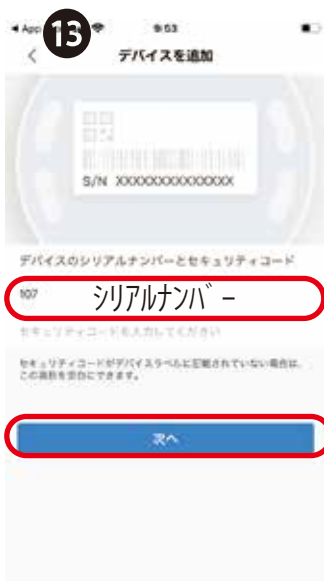 ◀App
⑬
9:53
デバイスを追加
S/N XXXXXXXXXXXXXX
デバイスのシリアルナンバーとセキュリティコード
107
シリアルナンバー
セキュリティコードを入力してください
セキュリティコードがデバイスラベルに記載されていない場合は、
この選択を空白にできます。
次へ